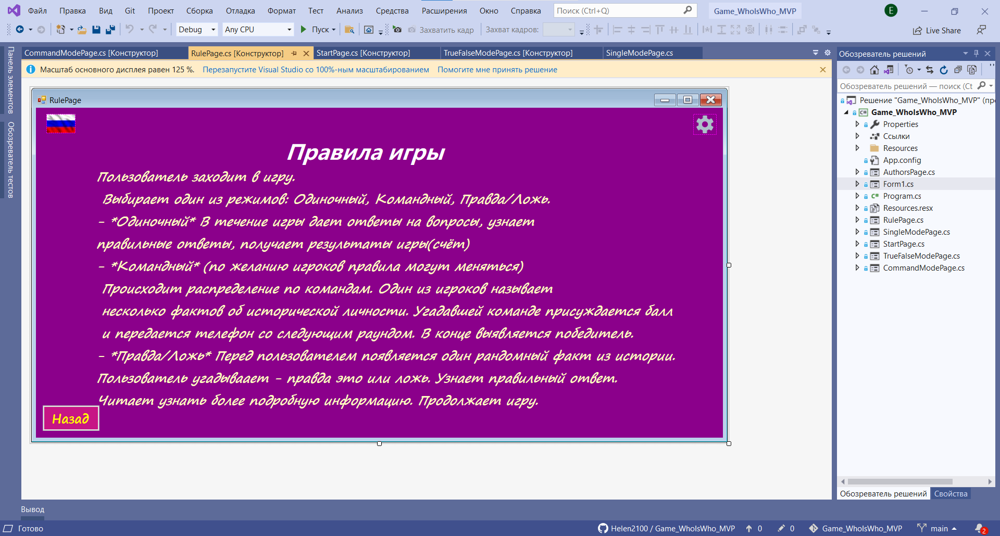 Файл Правка Вид Git Проект Сборка Отладка Формат Тест Анализ Средства Расширения Окно Справка Поиск (Ctrl+Q) Game_WhoIsWho_MVP E
Debug Any CPU Пуск Захватить кадр Захват кадров: Live Share
Панель элементов
Обозреватель тестов
CommandModePage.cs [Конструктор] RulePage.cs [Конструктор] StartPage.cs [Конструктор] TrueFalseModePage.cs [Конструктор] SingleModePage.cs
Масштаб основного дисплея равен 125 %. Перезапустите Visual Studio со 100%-ным масштабированием Помогите мне принять решение
RulePage
Правила игры
Пользователь заходит в игру.
Выбирает один из режимов: Одиночный, Командный, Правда/Ложь.
- *Одиночный* В течение игры дает ответы на вопросы, узнает
правильные ответы, получает результаты игры(счёт)
- *Командный* (по желанию игроков правила могут меняться)
Происходит распределение по командам. Один из игроков называет
несколько фактов об исторической личности. Угадавшей команде присуждается балл
и передается телефон со следующим раундом. В конце выявляется победитель.
- *Правда/Ложь* Перед пользователем появляется один рандомный факт из истории.
Пользователь угадываает - правда это или ложь. Узнает правильный ответ.
Читает узнать более подробную информацию. Продолжает игру.
Назад
Обозреватель решений
Обозреватель решений — поиск (Ct
Решение "Game_WhoIsWho_MVP" (про
Game_WhoIsWho_MVP
Properties
Ссылки
Resources
App.config
AuthorsPage.cs
Form1.cs
Program.cs
Resources.resx
RulePage.cs
SingleModePage.cs
StartPage.cs
TrueFalseModePage.cs
CommandModePage.cs
Обозреватель решений Свойства
Вывод
Готово Helen2100 / Game_WhoIsWho_MVP 0 0 Game_WhoIsWho_MVP main 2